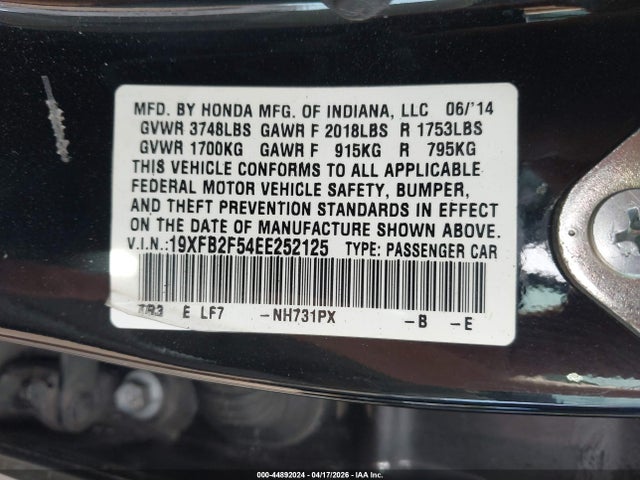 MFD. BY HONDA MFG. OF INDIANA, LLC 06/'14
GVWR 3748LBS GAWR F 2018LBS R 1753LBS
GVWR 1700KG GAWR F 915KG R 795KG
THIS VEHICLE CONFORMS TO ALL APPLICABLE
FEDERAL MOTOR VEHICLE SAFETY, BUMPER,
AND THEFT PREVENTION STANDARDS IN EFFECT
ON THE DATE OF MANUFACTURE SHOWN ABOVE.
V.I.N.:19XFB2F54EE252125 TYP: PASSENGER CAR
TR3 E LF7 -NH731PX -B -E
000-44892024 - 04/17/2026 - IAA Inc.